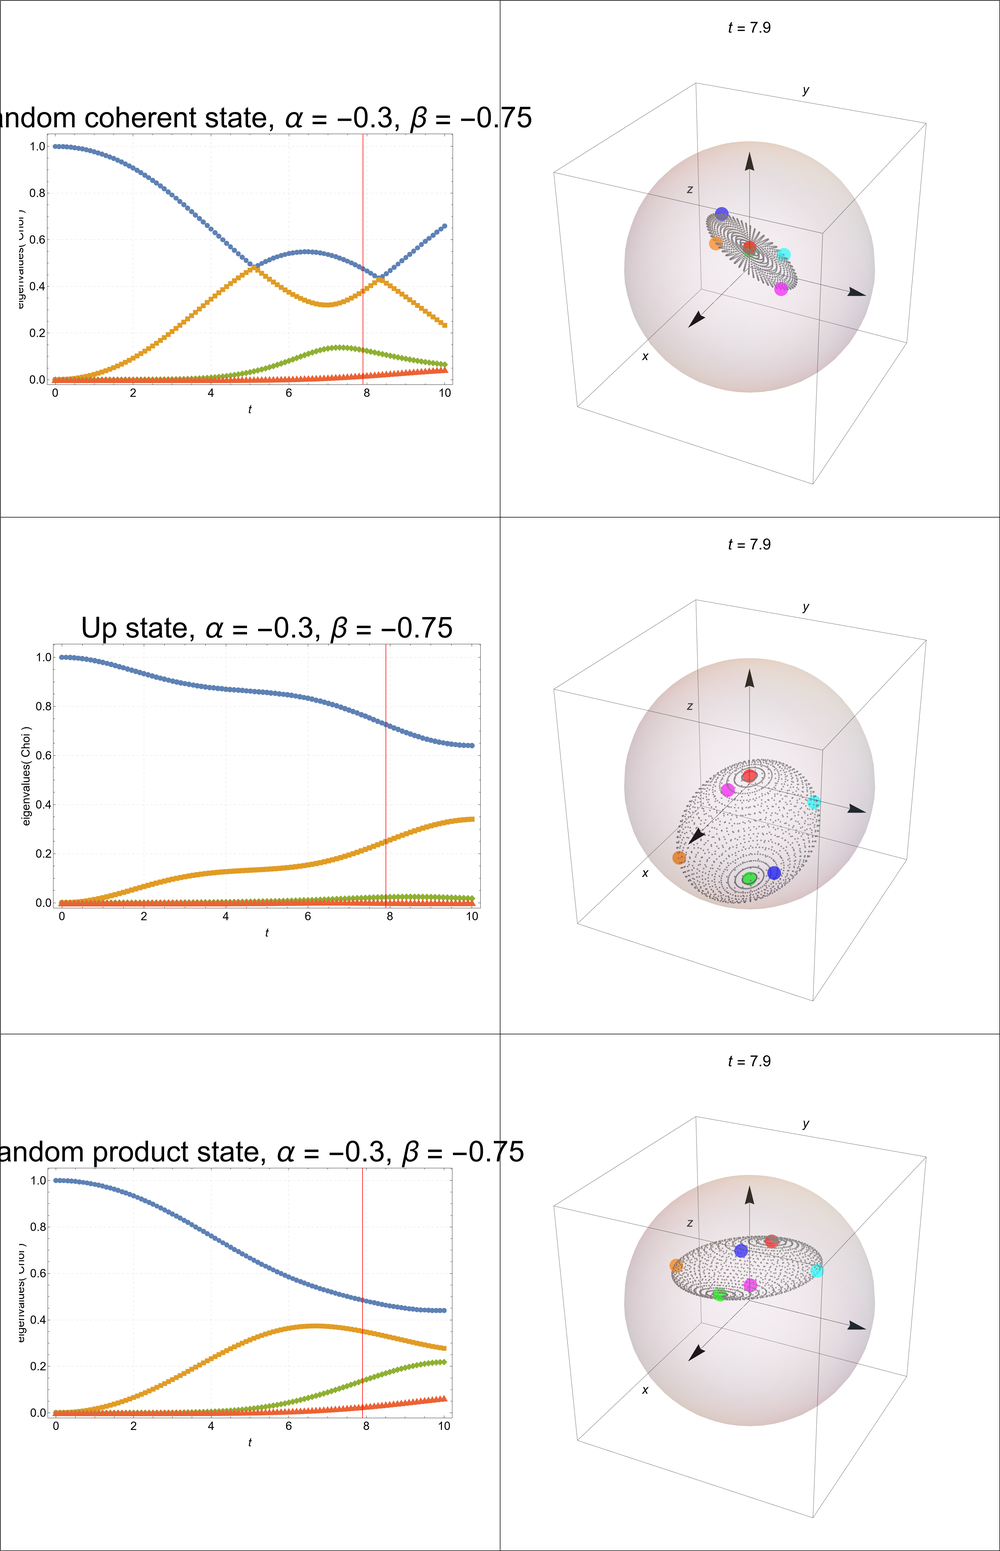 t = 7.9
andom coherent state, α = −0.3, β = −0.75
1.0
0.8
0.6
0.4
0.2
0.0
0 2 4 6 8 10
t
eigenvalues( Choi )
y
z
x
t = 7.9
Up state, α = −0.3, β = −0.75
1.0
0.8
0.6
0.4
0.2
0.0
0 2 4 6 8 10
t
eigenvalues( Choi )
y
z
x
t = 7.9
andom product state, α = −0.3, β = −0.75
1.0
0.8
0.6
0.4
0.2
0.0
0 2 4 6 8 10
t
eigenvalues( Choi )
y
z
x